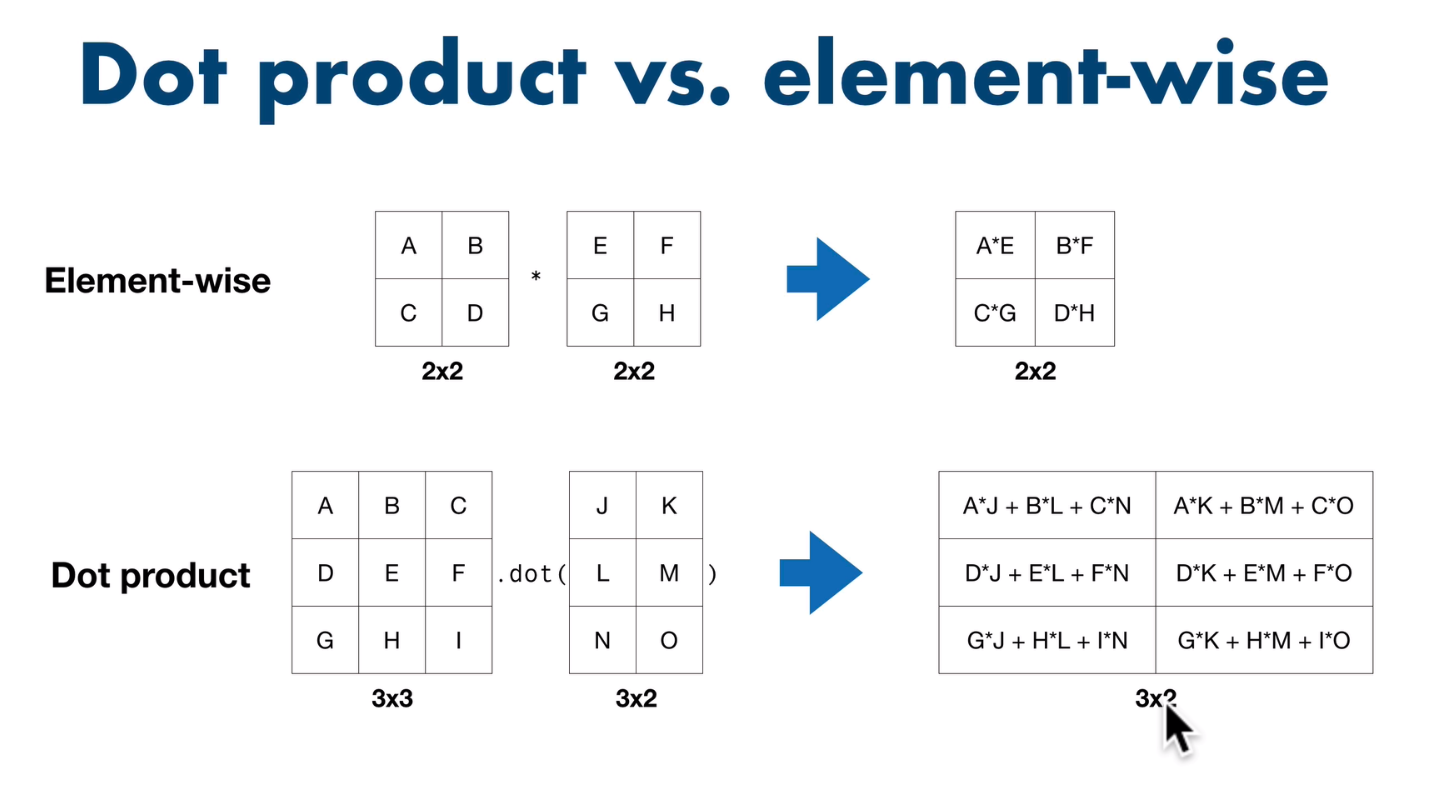 Dot product vs. element-wise
Element-wise
A B
C D
2x2
*
E F
G H
2x2
A*E B*F
C*G D*H
2x2
Dot product
A B C
D E F
G H I
3x3
.dot(
J K
L M
N O
)
3x2
A*J + B*L + C*N A*K + B*M + C*O
D*J + E*L + F*N D*K + E*M + F*O
G*J + H*L + I*N G*K + H*M + I*O
3x2